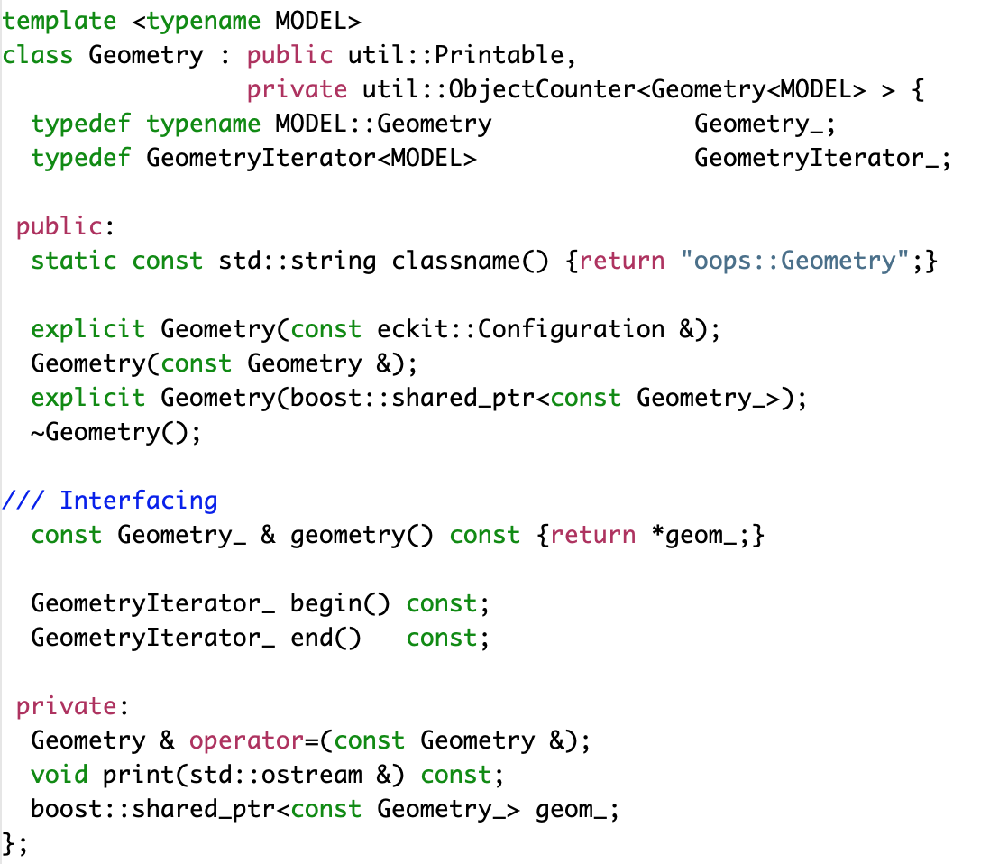 template <typename MODEL>
class Geometry : public util::Printable,
                 private util::ObjectCounter<Geometry<MODEL> > {
  typedef typename MODEL::Geometry              Geometry_;
  typedef GeometryIterator<MODEL>               GeometryIterator_;

 public:
  static const std::string classname() {return "oops::Geometry";}

  explicit Geometry(const eckit::Configuration &);
  Geometry(const Geometry &);
  explicit Geometry(boost::shared_ptr<const Geometry_>);
  ~Geometry();

/// Interfacing
  const Geometry_ & geometry() const {return *geom_;}

  GeometryIterator_ begin() const;
  GeometryIterator_ end()   const;

 private:
  Geometry & operator=(const Geometry &);
  void print(std::ostream &) const;
  boost::shared_ptr<const Geometry_> geom_;
};